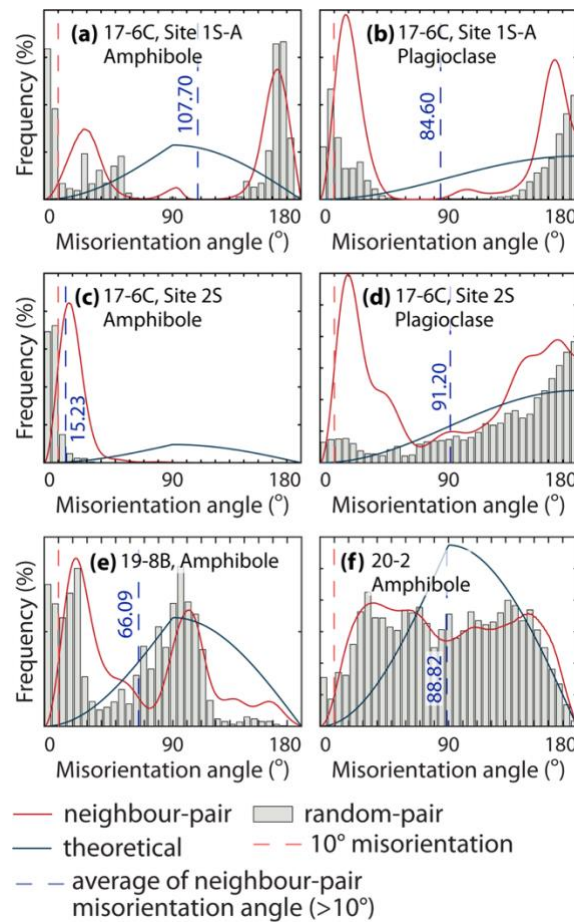 (a) 17-6C, Site 1S-A
Amphibole
107.70
Frequency (%)
0 90 180
Misorientation angle (°)
(b) 17-6C, Site 1S-A
Plagioclase
84.60
0 90 180
Misorientation angle (°)
(c) 17-6C, Site 2S
Amphibole
15.23
Frequency (%)
0 90 180
Misorientation angle (°)
(d) 17-6C, Site 2S
Plagioclase
91.20
0 90 180
Misorientation angle (°)
(e) 19-8B, Amphibole
66.09
Frequency (%)
0 90 180
Misorientation angle (°)
(f) 20-2
Amphibole
88.82
0 90 180
Misorientation angle (°)
neighbour-pair
random-pair
theoretical
10° misorientation
average of neighbour-pair
misorientation angle (>10°)